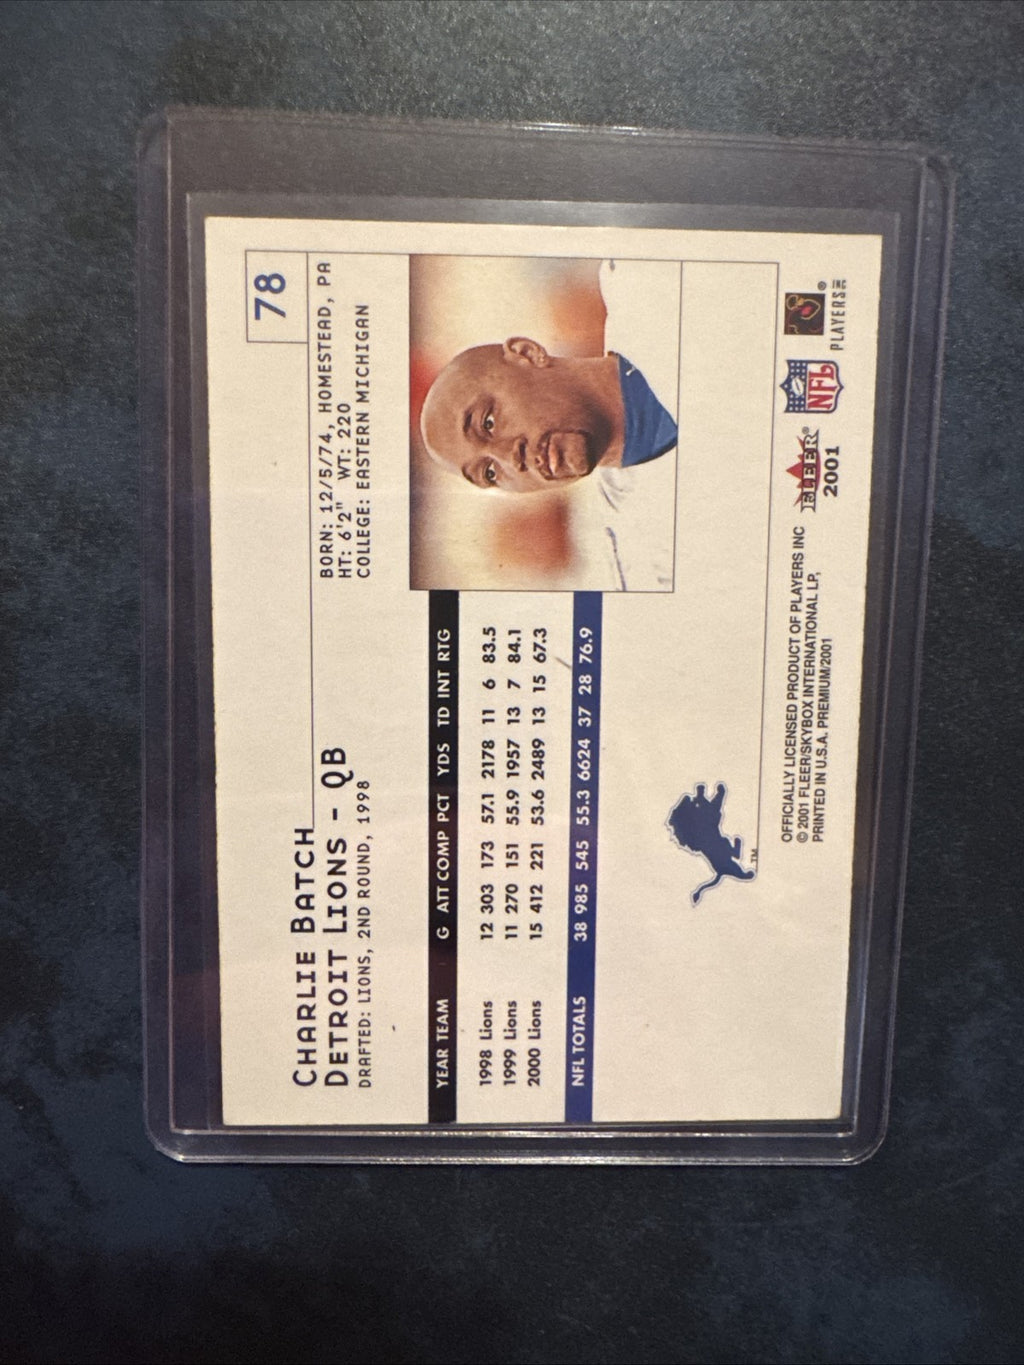 78
CHARLIE BATCH
DETROIT LIONS - QB
DRAFTED: LIONS, 2ND ROUND, 1998
BORN: 12/5/74, HOMESTEAD, PA
HT: 6'2" WT: 220
COLLEGE: EASTERN MICHIGAN
YEAR TEAM G ATT COMP PCT YDS TD INT RTG
1998 Lions 12 303 173 57.1 2178 11 6 83.5
1999 Lions 11 270 151 55.9 1957 13 7 84.1
2000 Lions 15 412 221 53.6 2489 13 15 67.3
NFL TOTALS 38 985 545 55.3 6624 37 28 76.9
TM
OFFICIALLY LICENSED PRODUCT OF PLAYERS INC
© 2001 FLEER/SKYBOX INTERNATIONAL LP,
PRINTED IN U.S.A. PREMIUM/2001
FLEER®
2001
NFL
®
PLAYERS INC